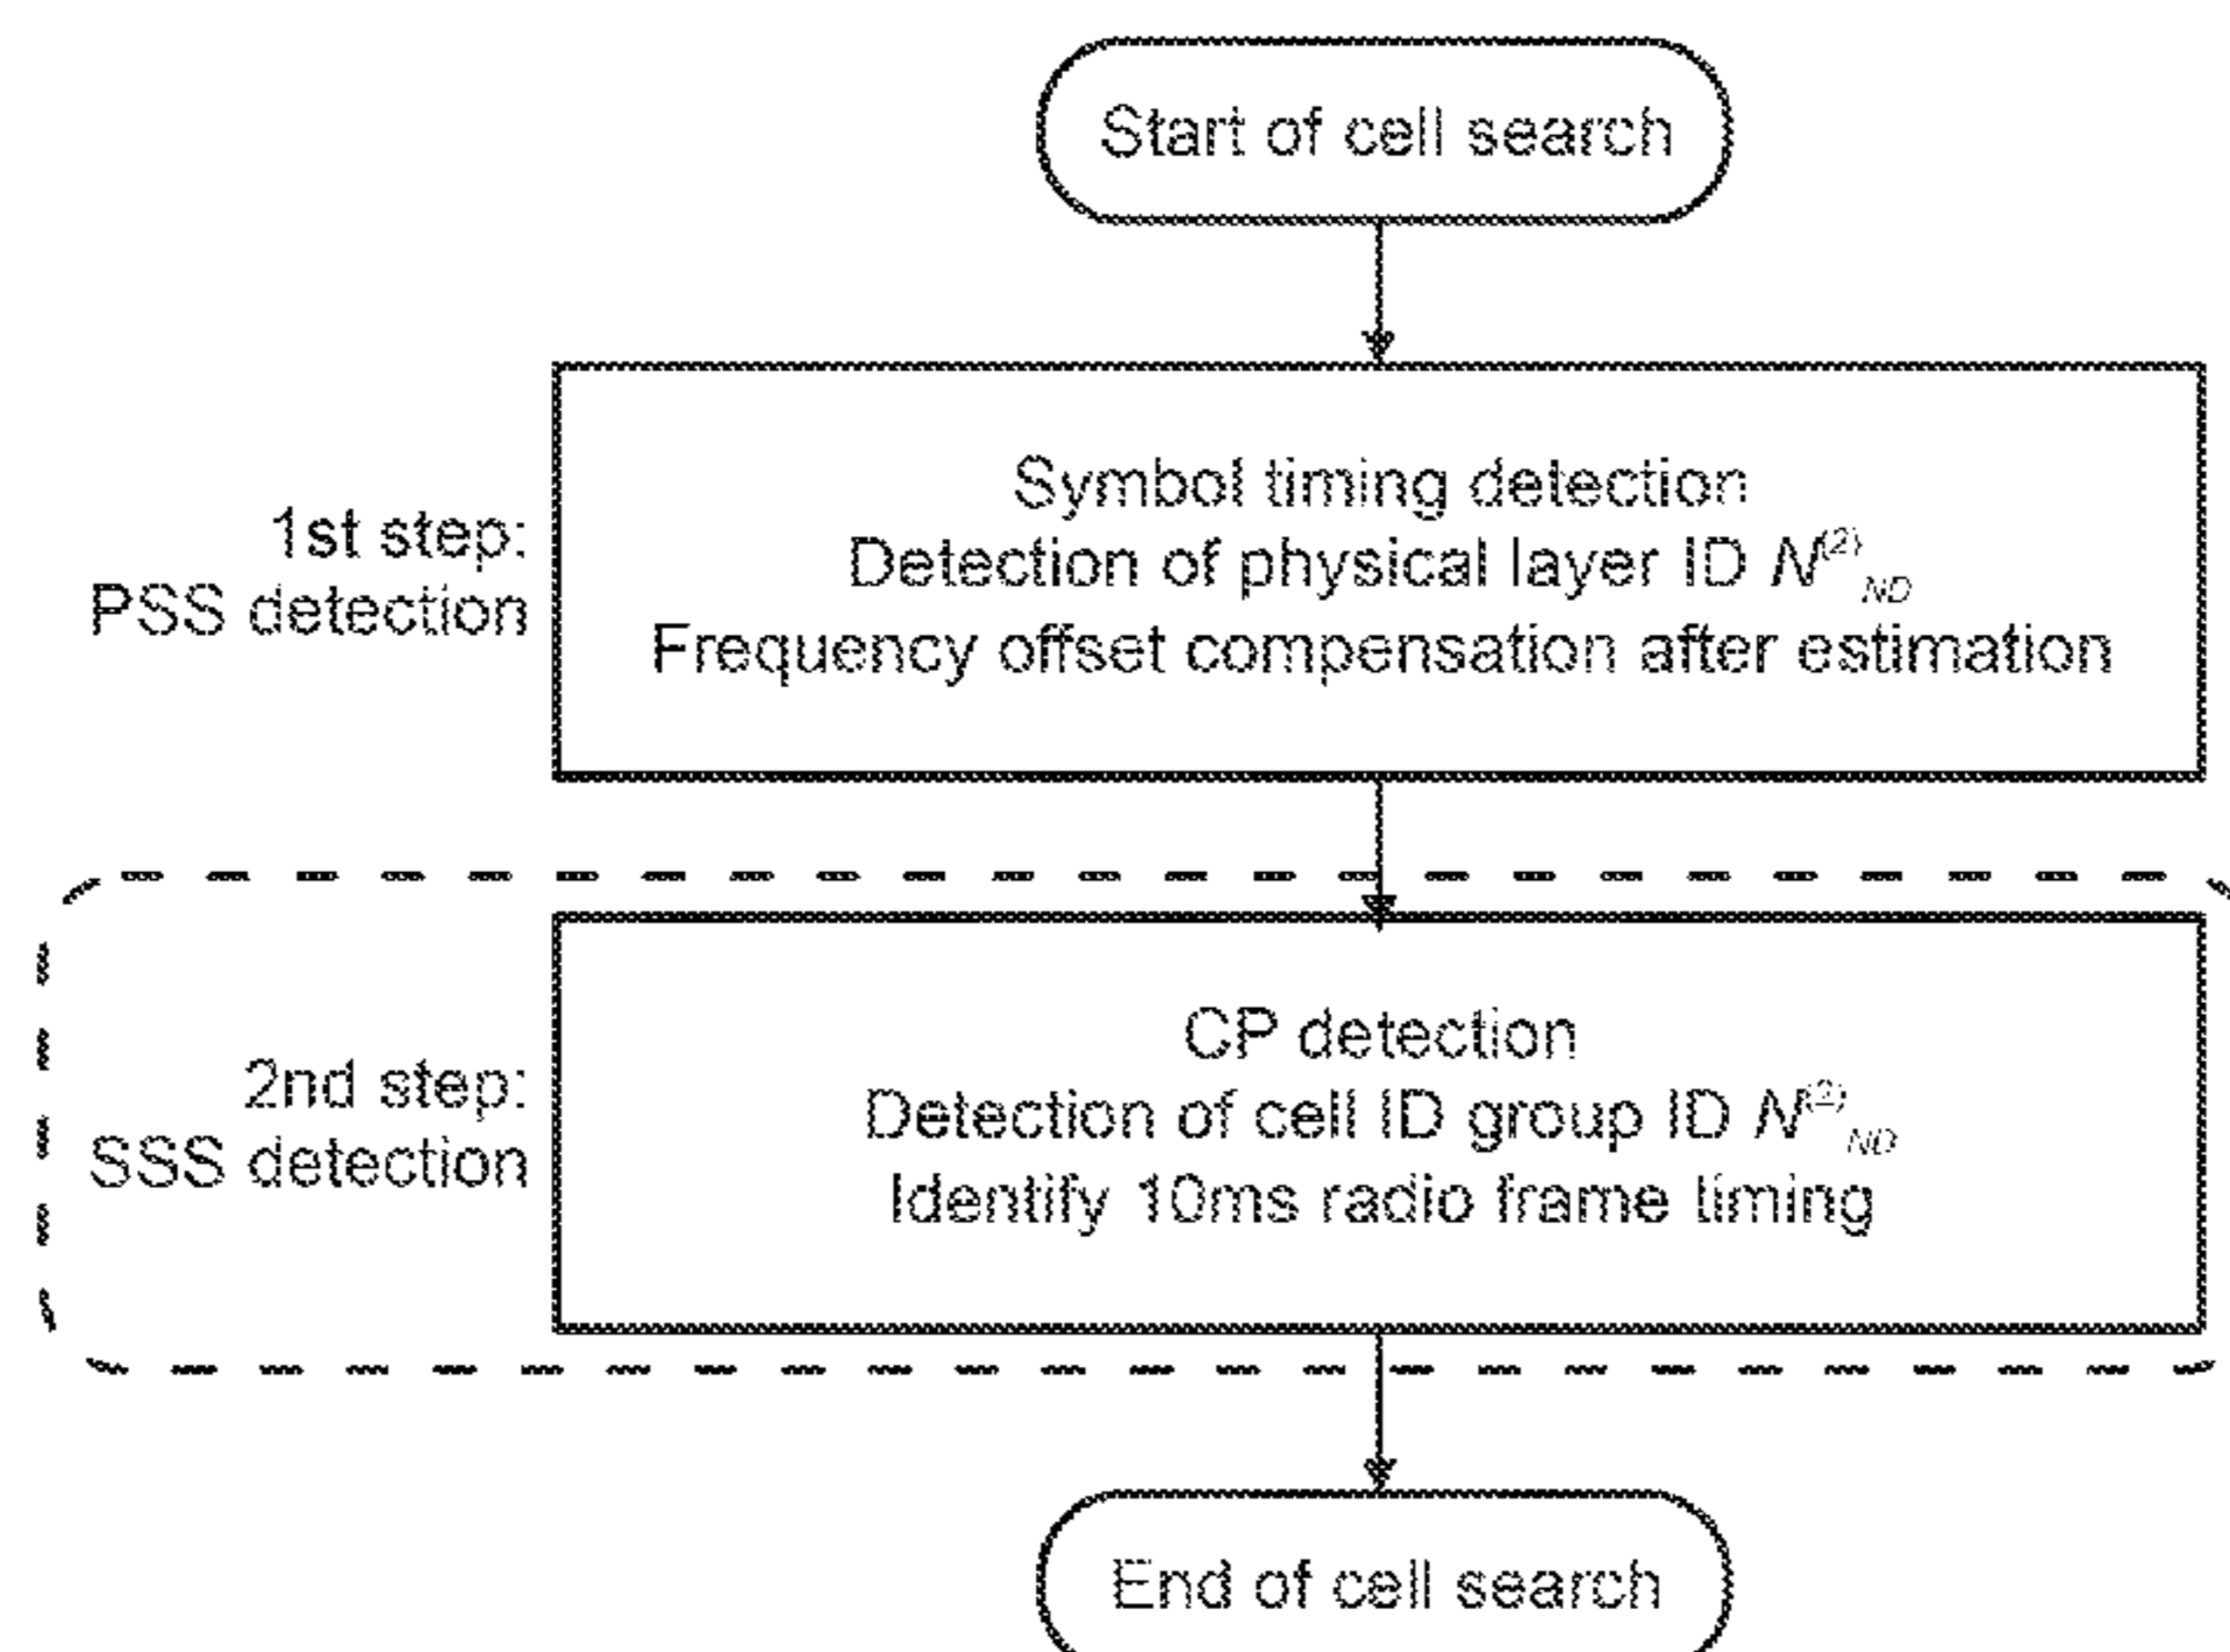 Start of cell search
1st step:
PSS detection
Symbol timing detection
Detection of physical layer ID N^(2)_ND
Frequency offset compensation after estimation
2nd step:
SSS detection
CP detection
Detection of cell ID group ID N^(2)_ND
Identify 10ms radio frame timing
End of cell search